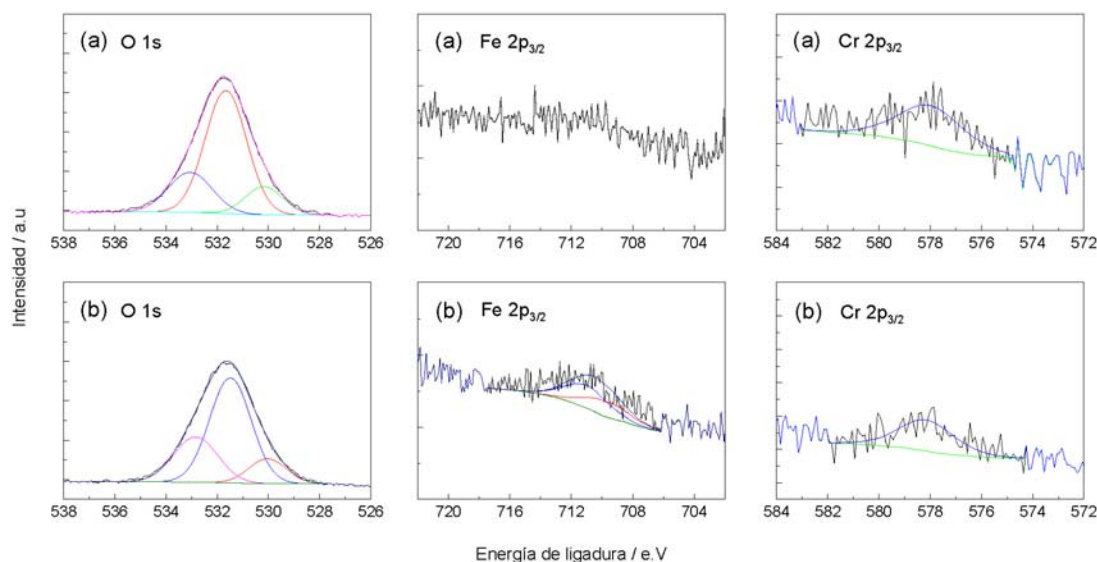 (a) O 1s
(a) Fe 2p3/2
(a) Cr 2p3/2
538 536 534 532 530 528 526
720 716 712 708 704
584 582 580 578 576 574 572
Intensidad / a.u
(b) O 1s
(b) Fe 2p3/2
(b) Cr 2p3/2
538 536 534 532 530 528 526
720 716 712 708 704
584 582 580 578 576 574 572
Energía de ligadura / e.V